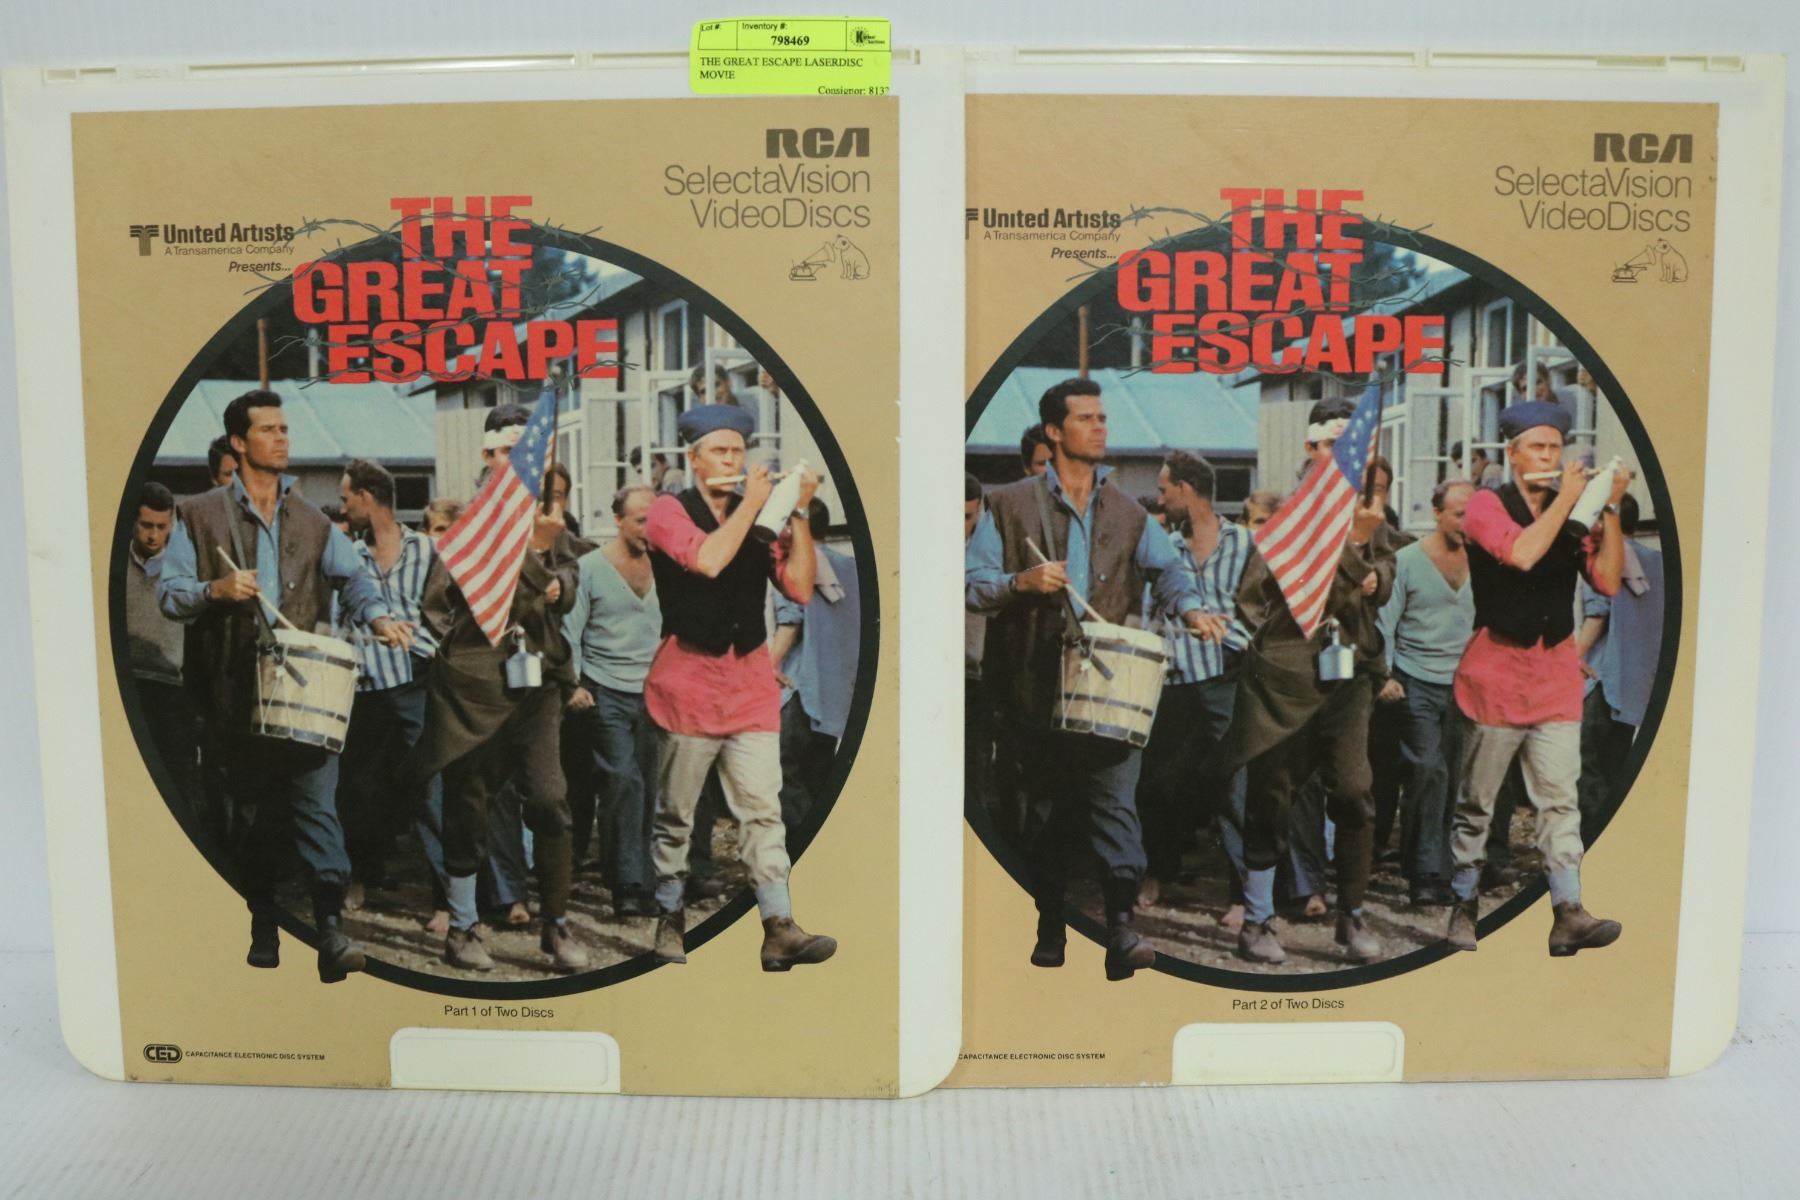 Lot #: Inventory #:
798469
THE GREAT ESCAPE LASERDISC
MOVIE
Consignor: 813
RCA
SelectaVision
VideoDiscs
United Artists
A Transamerica Company
Presents...
THE
GREAT
ESCAPE
Part 1 of Two Discs
CED CAPACITANCE ELECTRONIC DISC SYSTEM
RCA
SelectaVision
VideoDiscs
United Artists
A Transamerica Company
Presents...
THE
GREAT
ESCAPE
Part 2 of Two Discs
CAPACITANCE ELECTRONIC DISC SYSTEM